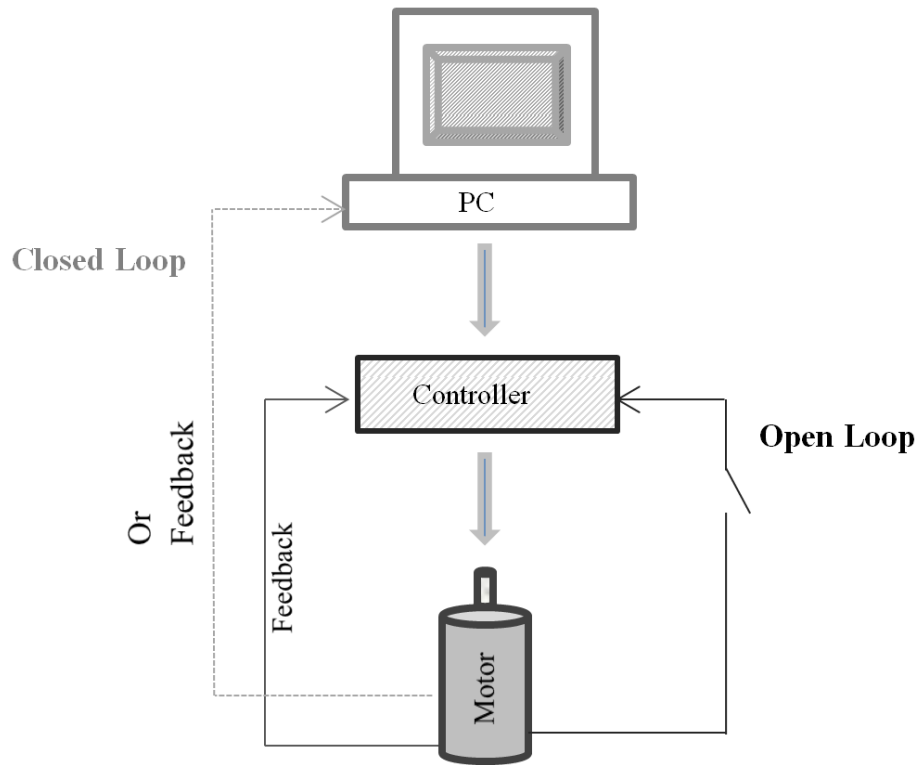 PC
Closed Loop
Controller
Open Loop
Or
Feedback
Feedback
Motor